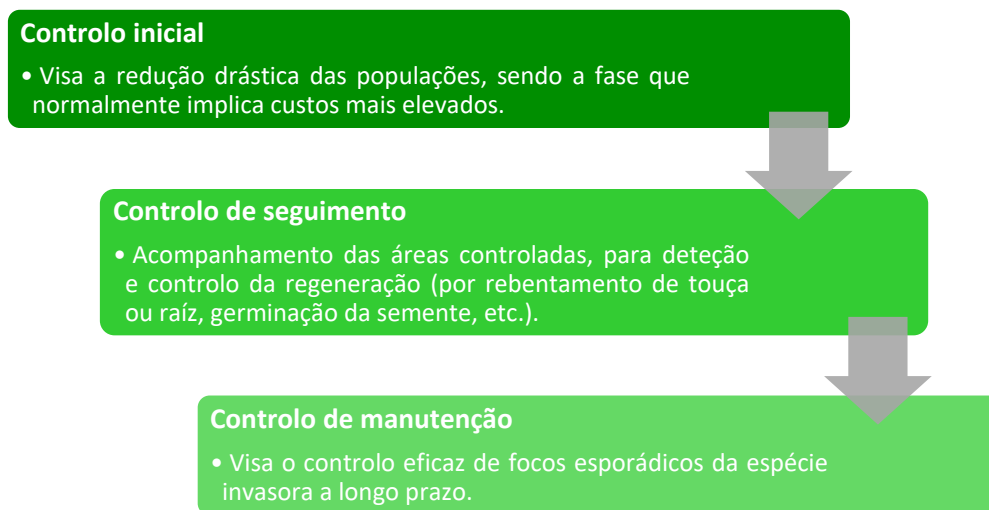 Controlo inicial
• Visa a redução drástica das populações, sendo a fase que
normalmente implica custos mais elevados.
Controlo de seguimento
• Acompanhamento das áreas controladas, para deteção
e controlo da regeneração (por rebentamento de touça
ou raíz, germinação da semente, etc.).
Controlo de manutenção
• Visa o controlo eficaz de focos esporádicos da espécie
invasora a longo prazo.